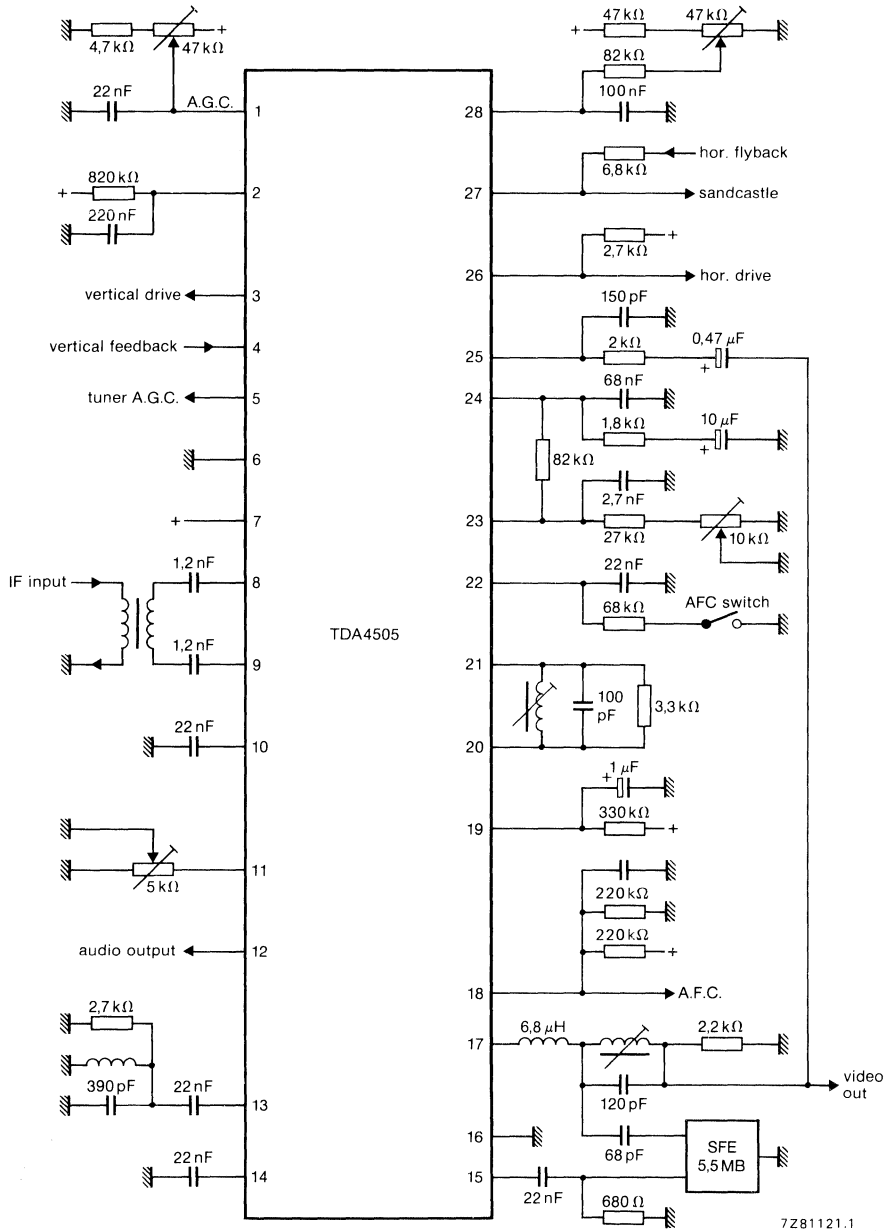 4,7 kΩ
47 kΩ
+
22 nF
A.G.C.
1
820 kΩ
+
2
220 nF
vertical drive
3
vertical feedback
4
tuner A.G.C.
5
6
+
7
1,2 nF
IF input
8
1,2 nF
9
22 nF
10
11
5 kΩ
audio output
12
2,7 kΩ
390 pF
22 nF
13
22 nF
14
TDA4505
47 kΩ
47 kΩ
+
82 kΩ
100 nF
28
hor. flyback
6,8 kΩ
27
sandcastle
+
2,7 kΩ
26
hor. drive
150 pF
25
2 kΩ
0,47 μF
+
68 nF
24
1,8 kΩ
10 μF
+
82 kΩ
2,7 nF
23
27 kΩ
10 kΩ
22 nF
22
68 kΩ
AFC switch
21
100
pF
3,3 kΩ
20
1 μF
+
330 kΩ
19
+
220 kΩ
220 kΩ
+
18
A.F.C.
17
6,8 μH
2,2 kΩ
120 pF
video
out
16
68 pF
SFE
5,5 MB
15
22 nF
680 Ω
7Z81121.1